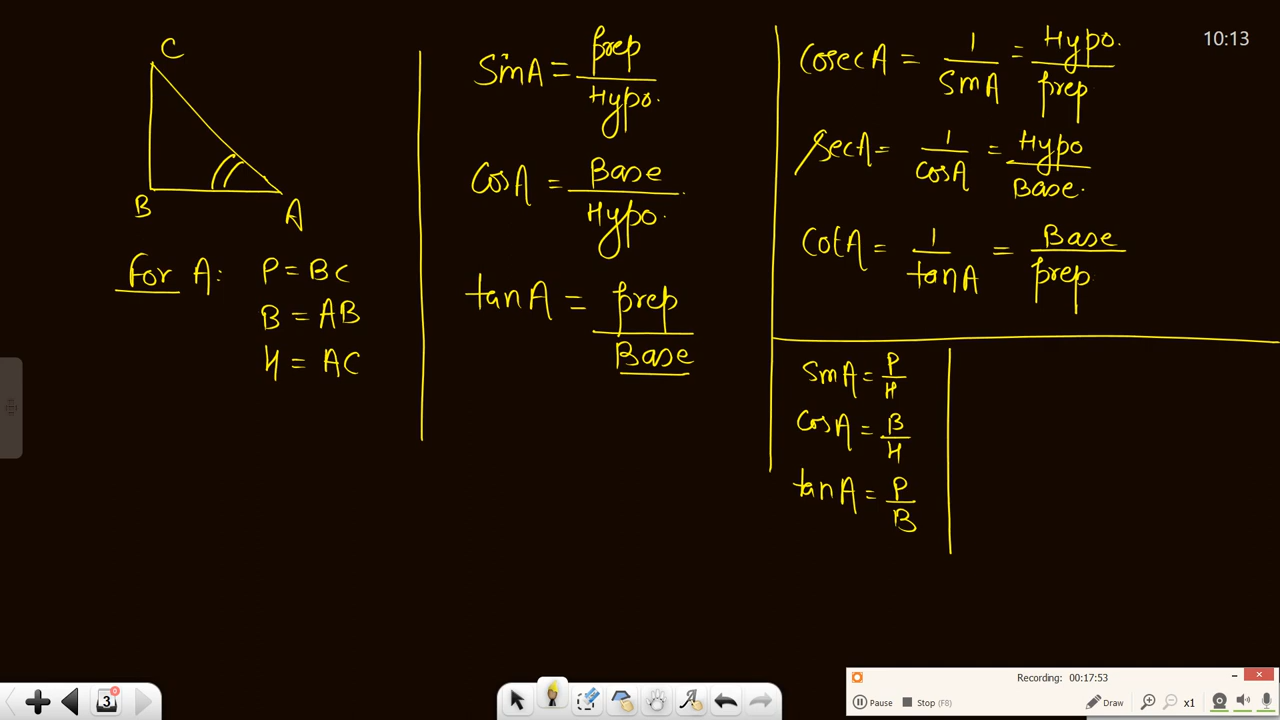 C
B
A
For A: P = BC
B = AB
H = AC
SinA = prep / Hypo.
CosA = Base / Hypo.
tanA = prep / Base
CosecA = 1 / SinA = Hypo. / prep
SecA = 1 / CosA = Hypo / Base.
CotA = 1 / tanA = Base / prep
SinA = P / H
CosA = B / H
tanA = P / B
10:13
3
0
Recording: 00:17:53
Pause Stop (F8) Draw x1